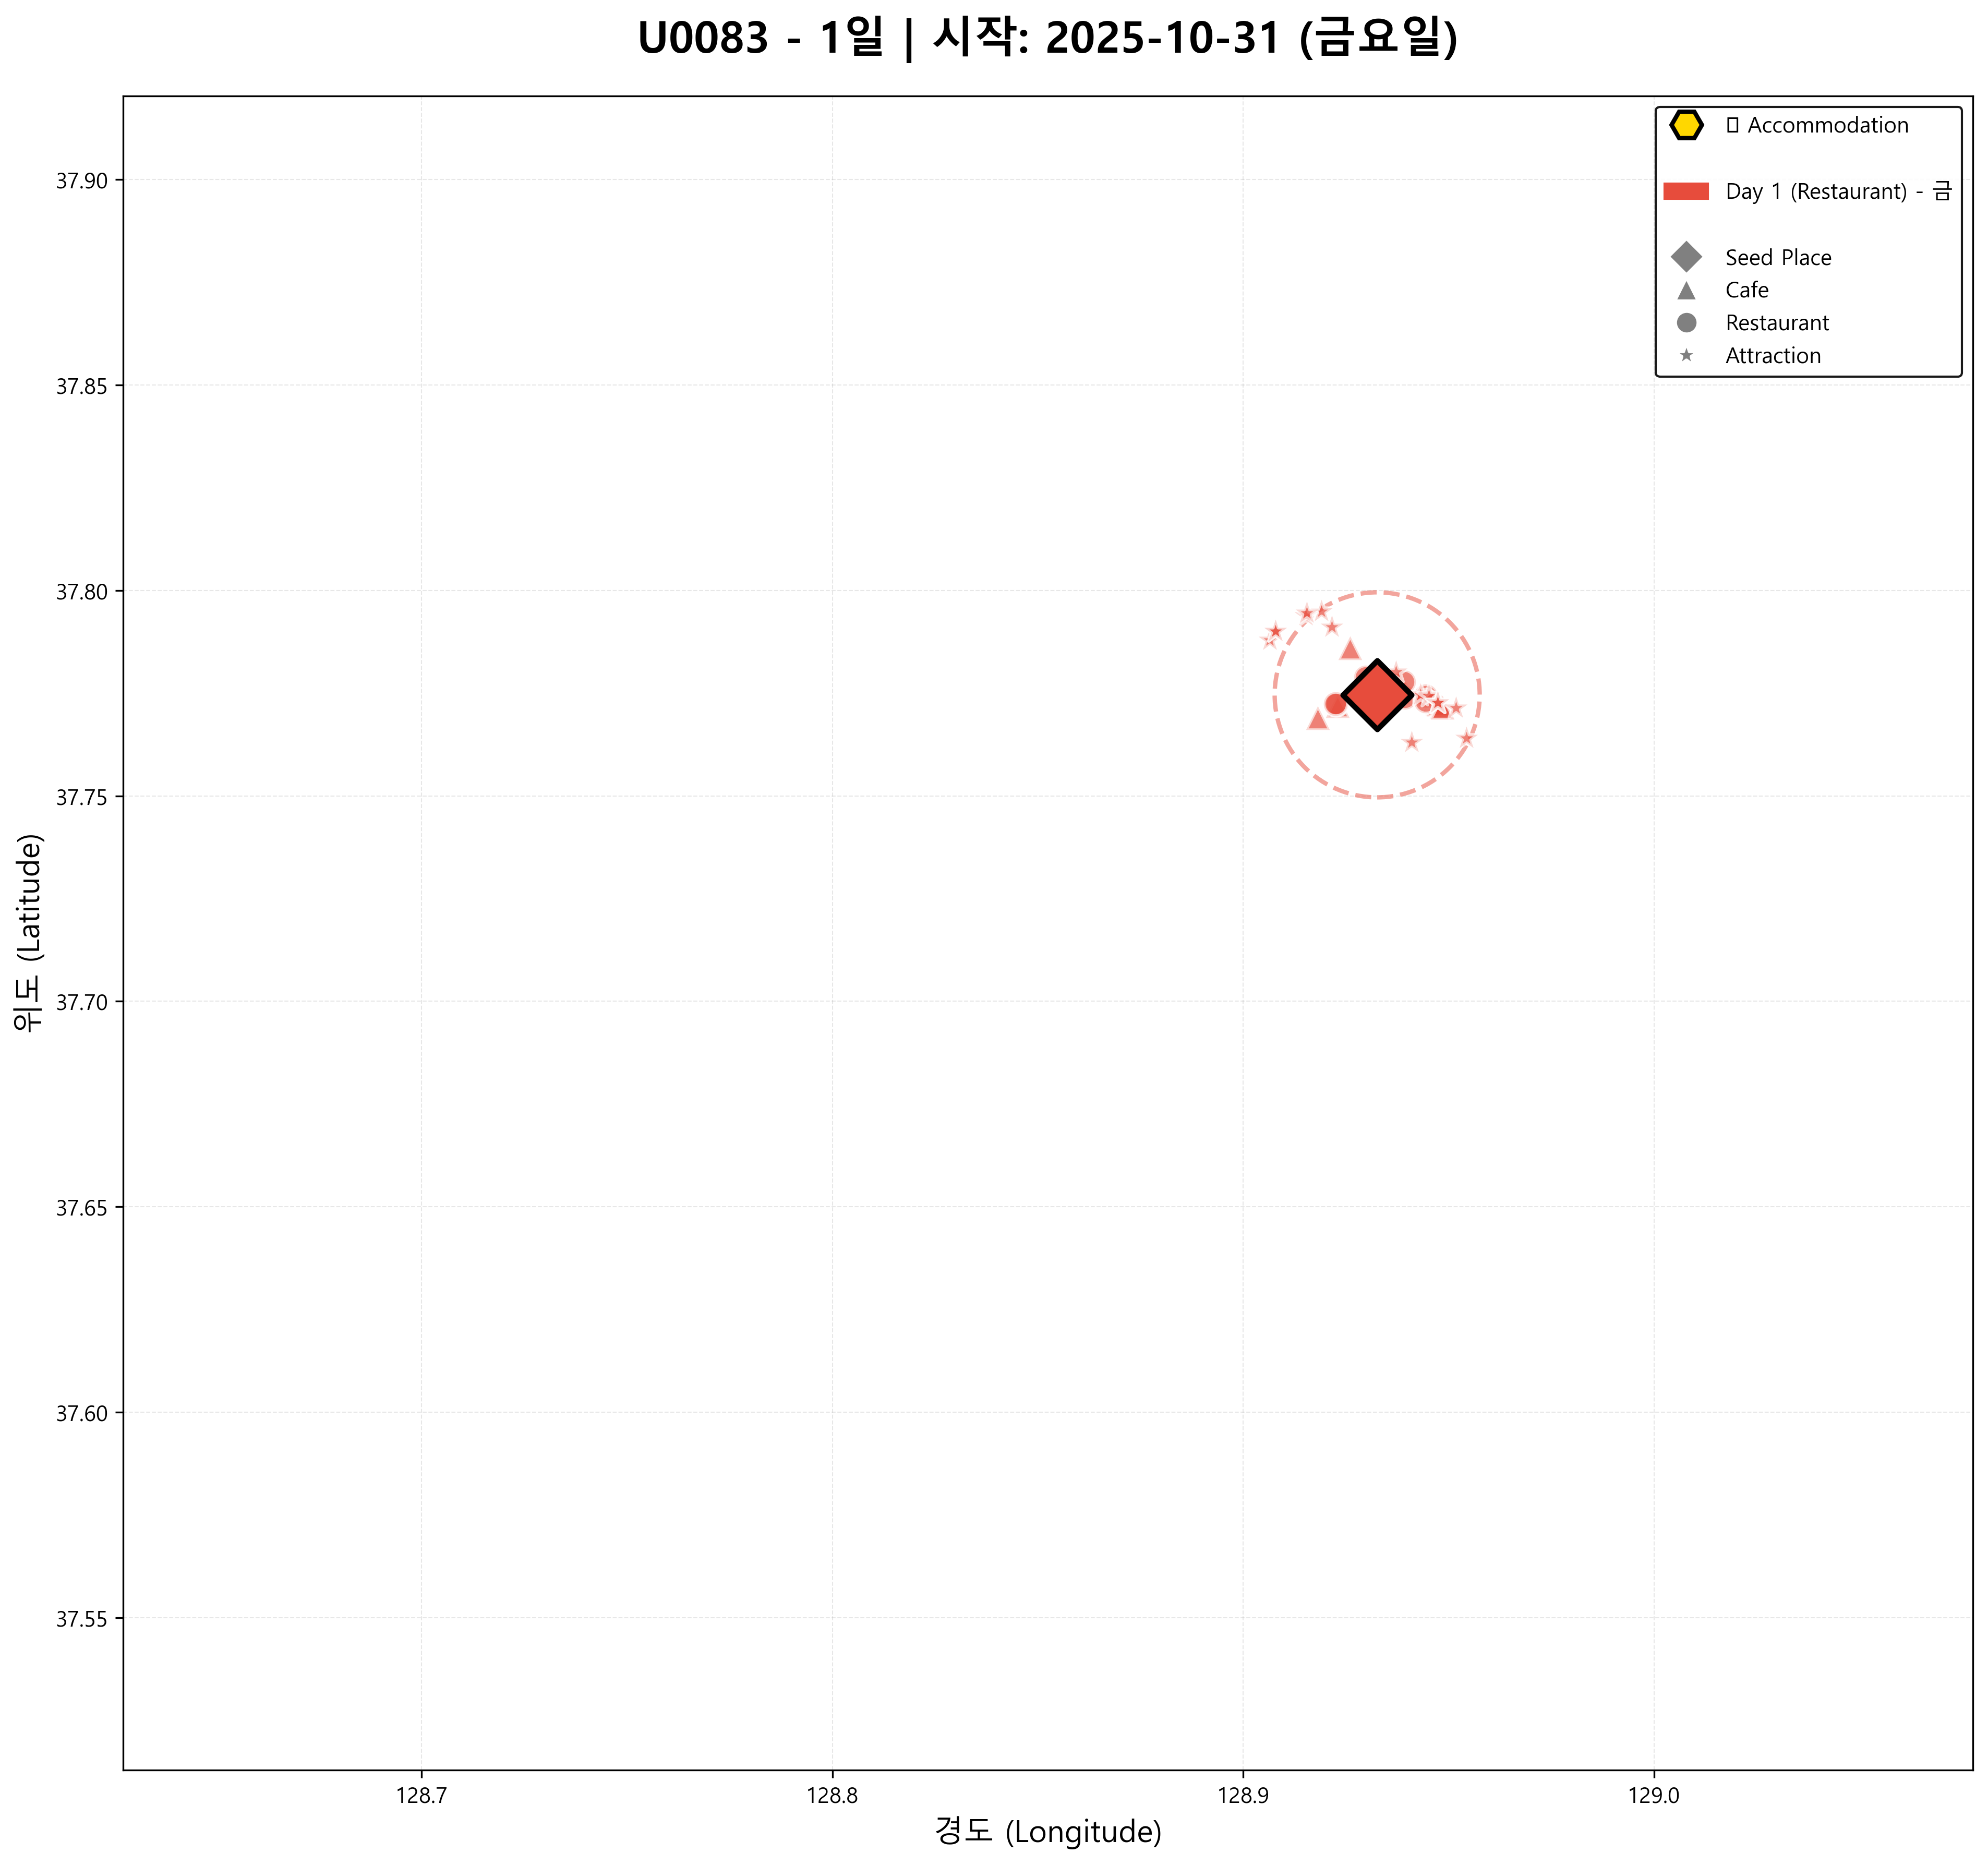 U0083 - 1일 | 시작: 2025-10-31 (금요일)
▯ Accommodation
Day 1 (Restaurant) - 금
Seed Place
Cafe
Restaurant
Attraction
위도 (Latitude)
37.90
37.85
37.80
37.75
37.70
37.65
37.60
37.55
128.7
128.8
128.9
129.0
경도 (Longitude)